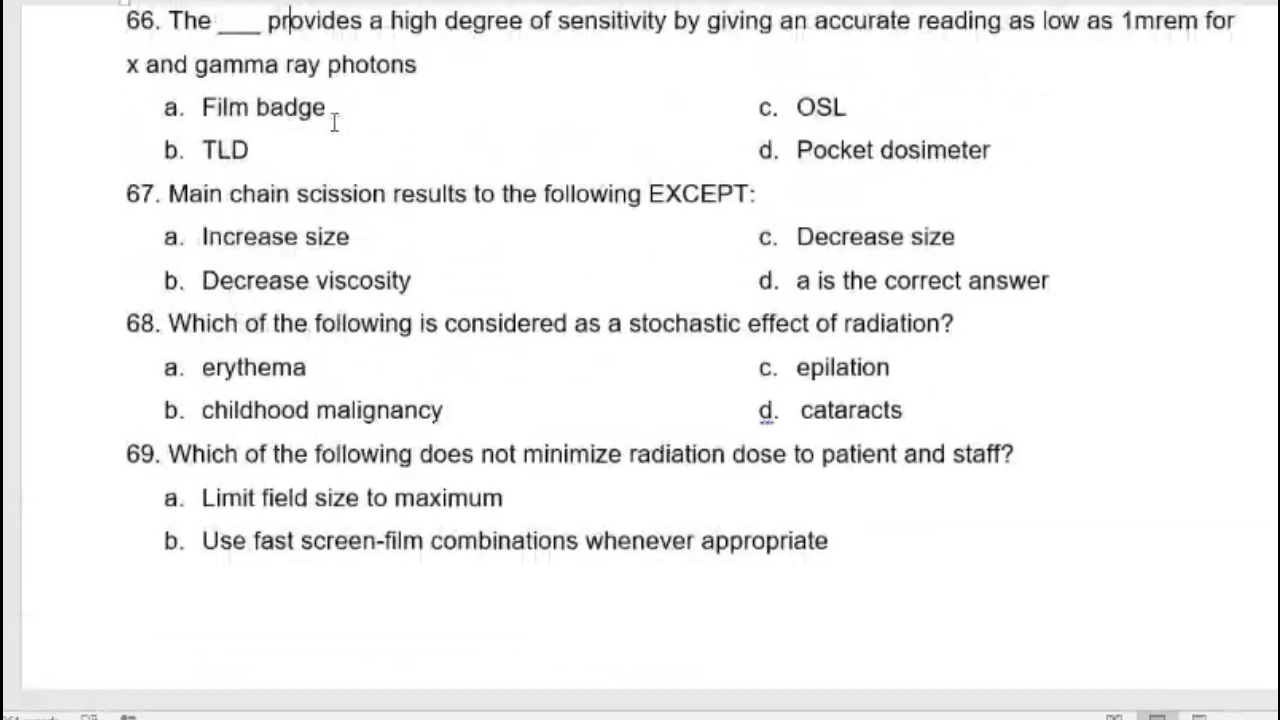 66. The ___ provides a high degree of sensitivity by giving an accurate reading as low as 1mrem for
x and gamma ray photons
a. Film badge
c. OSL
b. TLD
d. Pocket dosimeter
67. Main chain scission results to the following EXCEPT:
a. Increase size
c. Decrease size
b. Decrease viscosity
d. a is the correct answer
68. Which of the following is considered as a stochastic effect of radiation?
a. erythema
c. epilation
b. childhood malignancy
d. cataracts
69. Which of the following does not minimize radiation dose to patient and staff?
a. Limit field size to maximum
b. Use fast screen-film combinations whenever appropriate